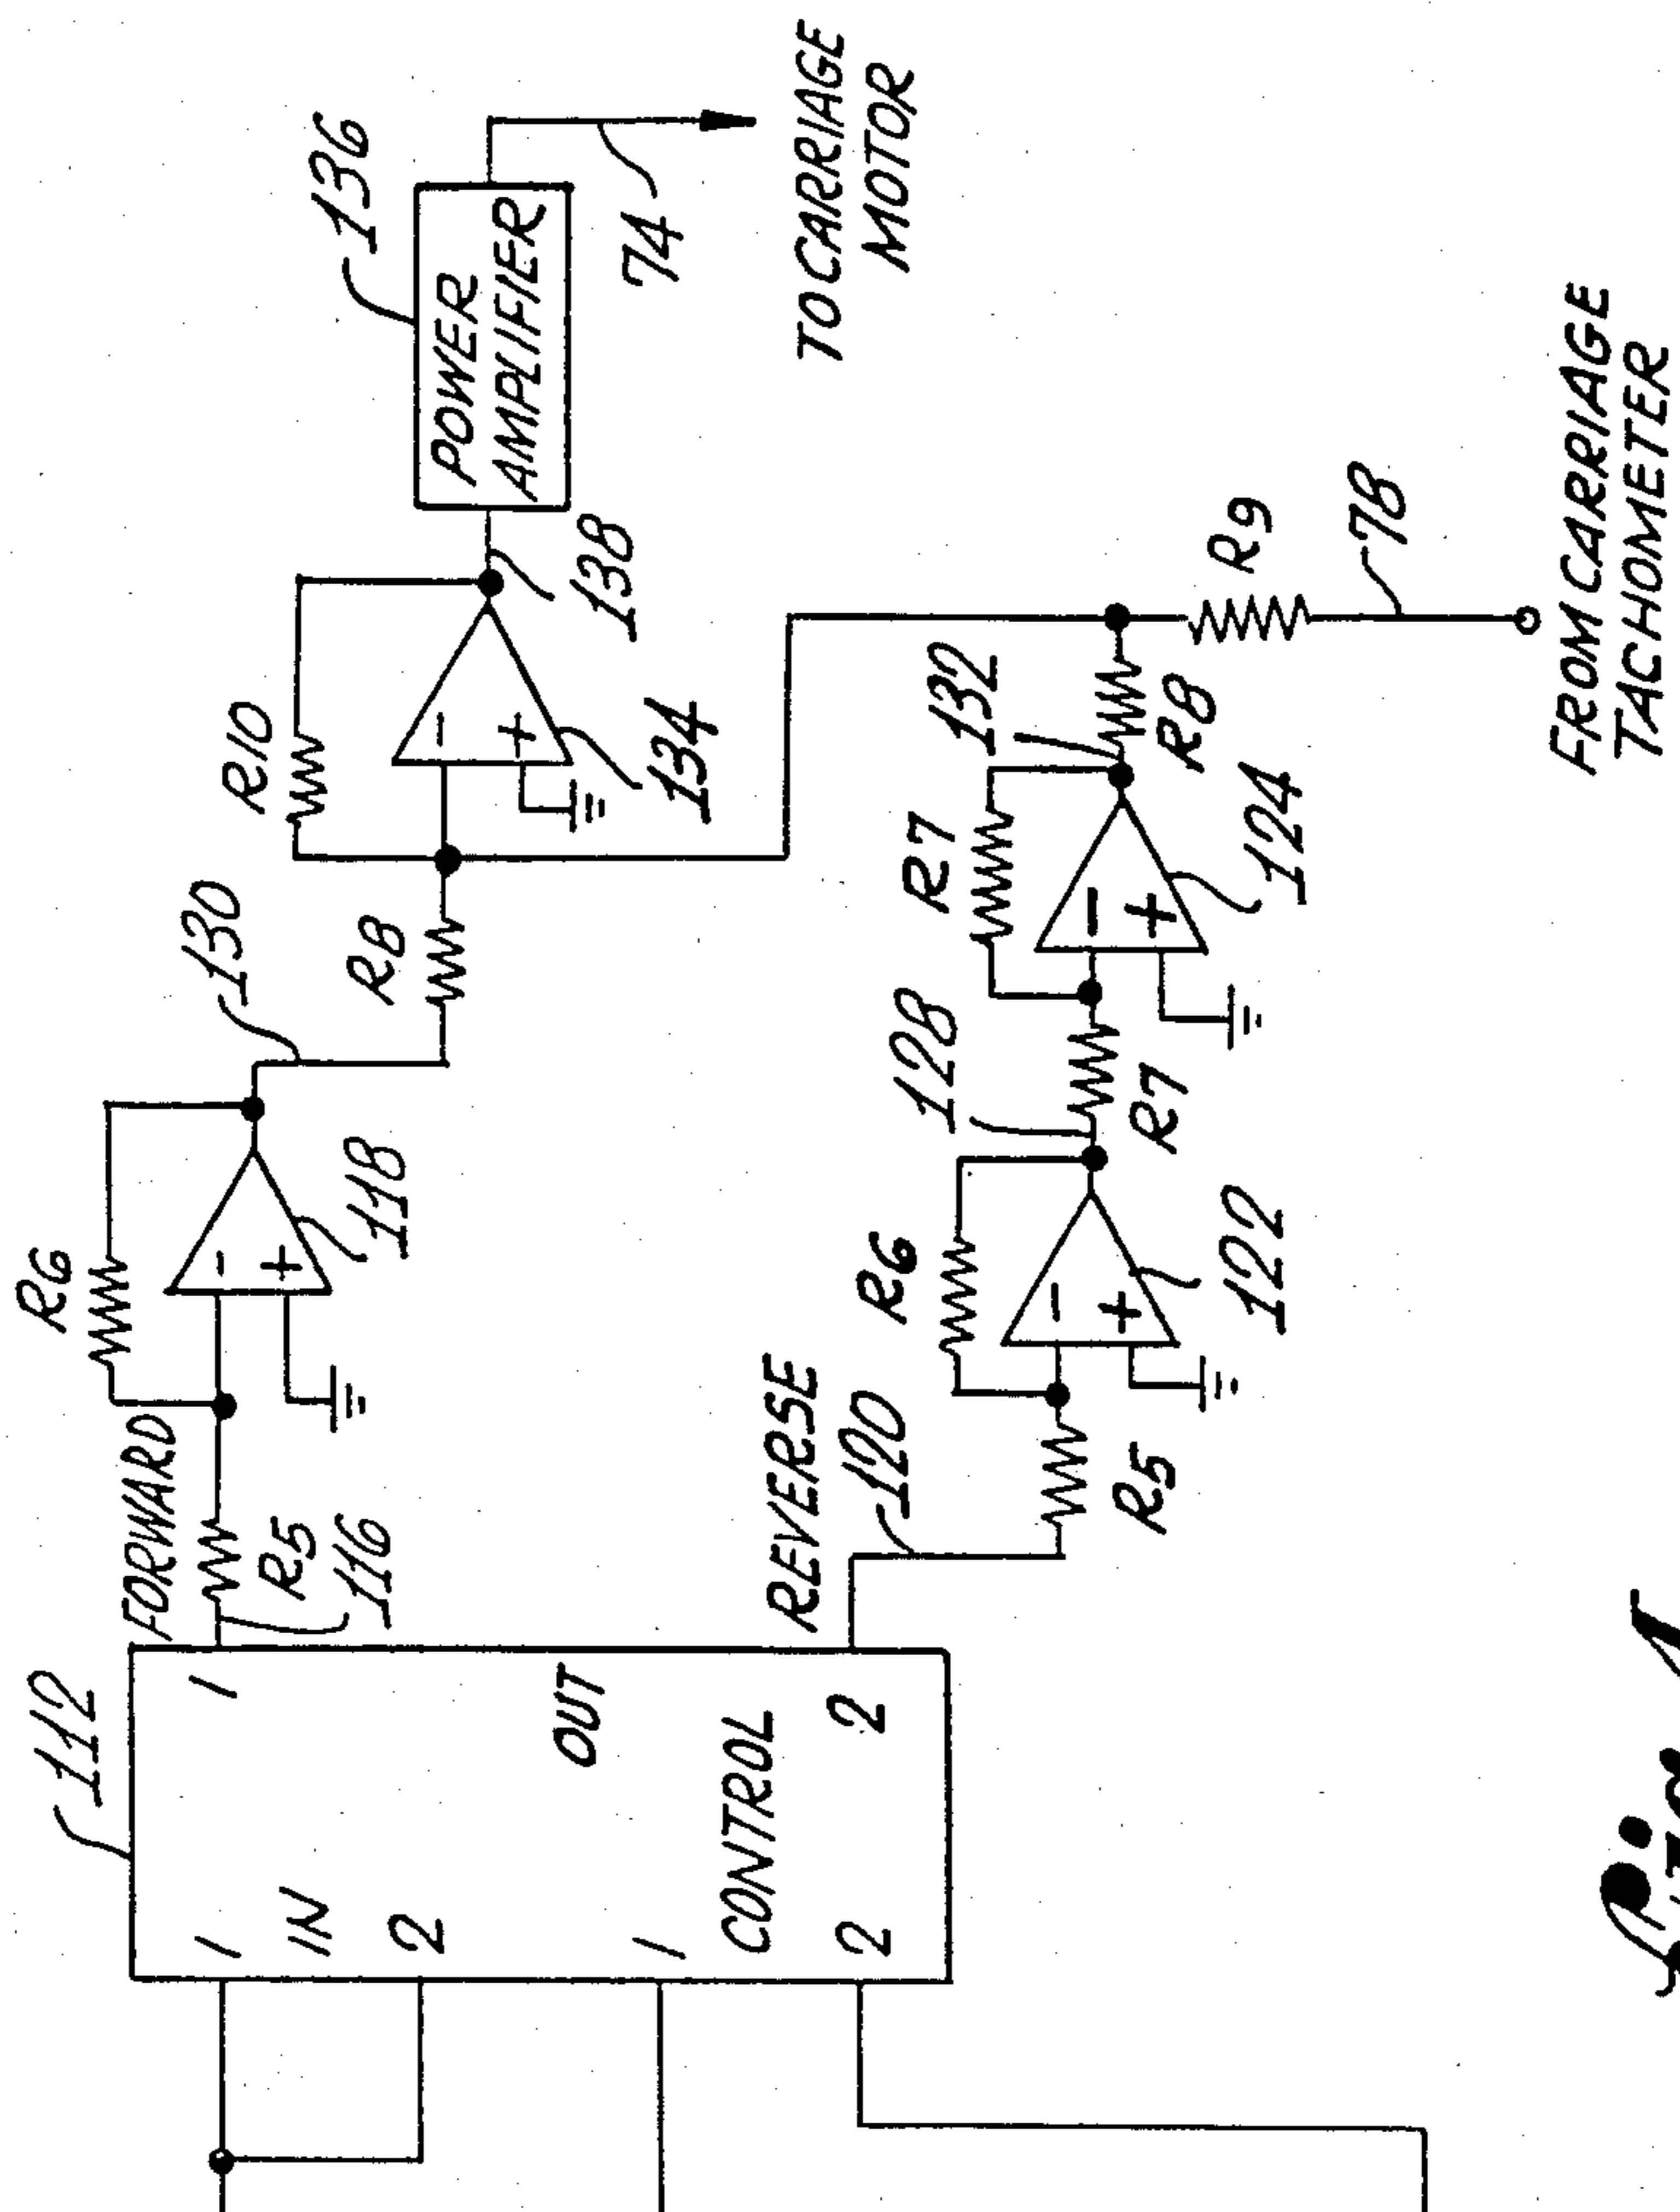 112
1
IN
2
1
CONTROL
2
1
OUT
2
FORWARD
R5
116
R6
118
130
R8
R10
134
138
POWER
AMPLIFIER
136
74
TO CARRIAGE
MOTOR
REVERSE
120
R5
R6
122
128
R7
R7
124
132
R8
R9
78
FROM CARRIAGE
TACHOMETER